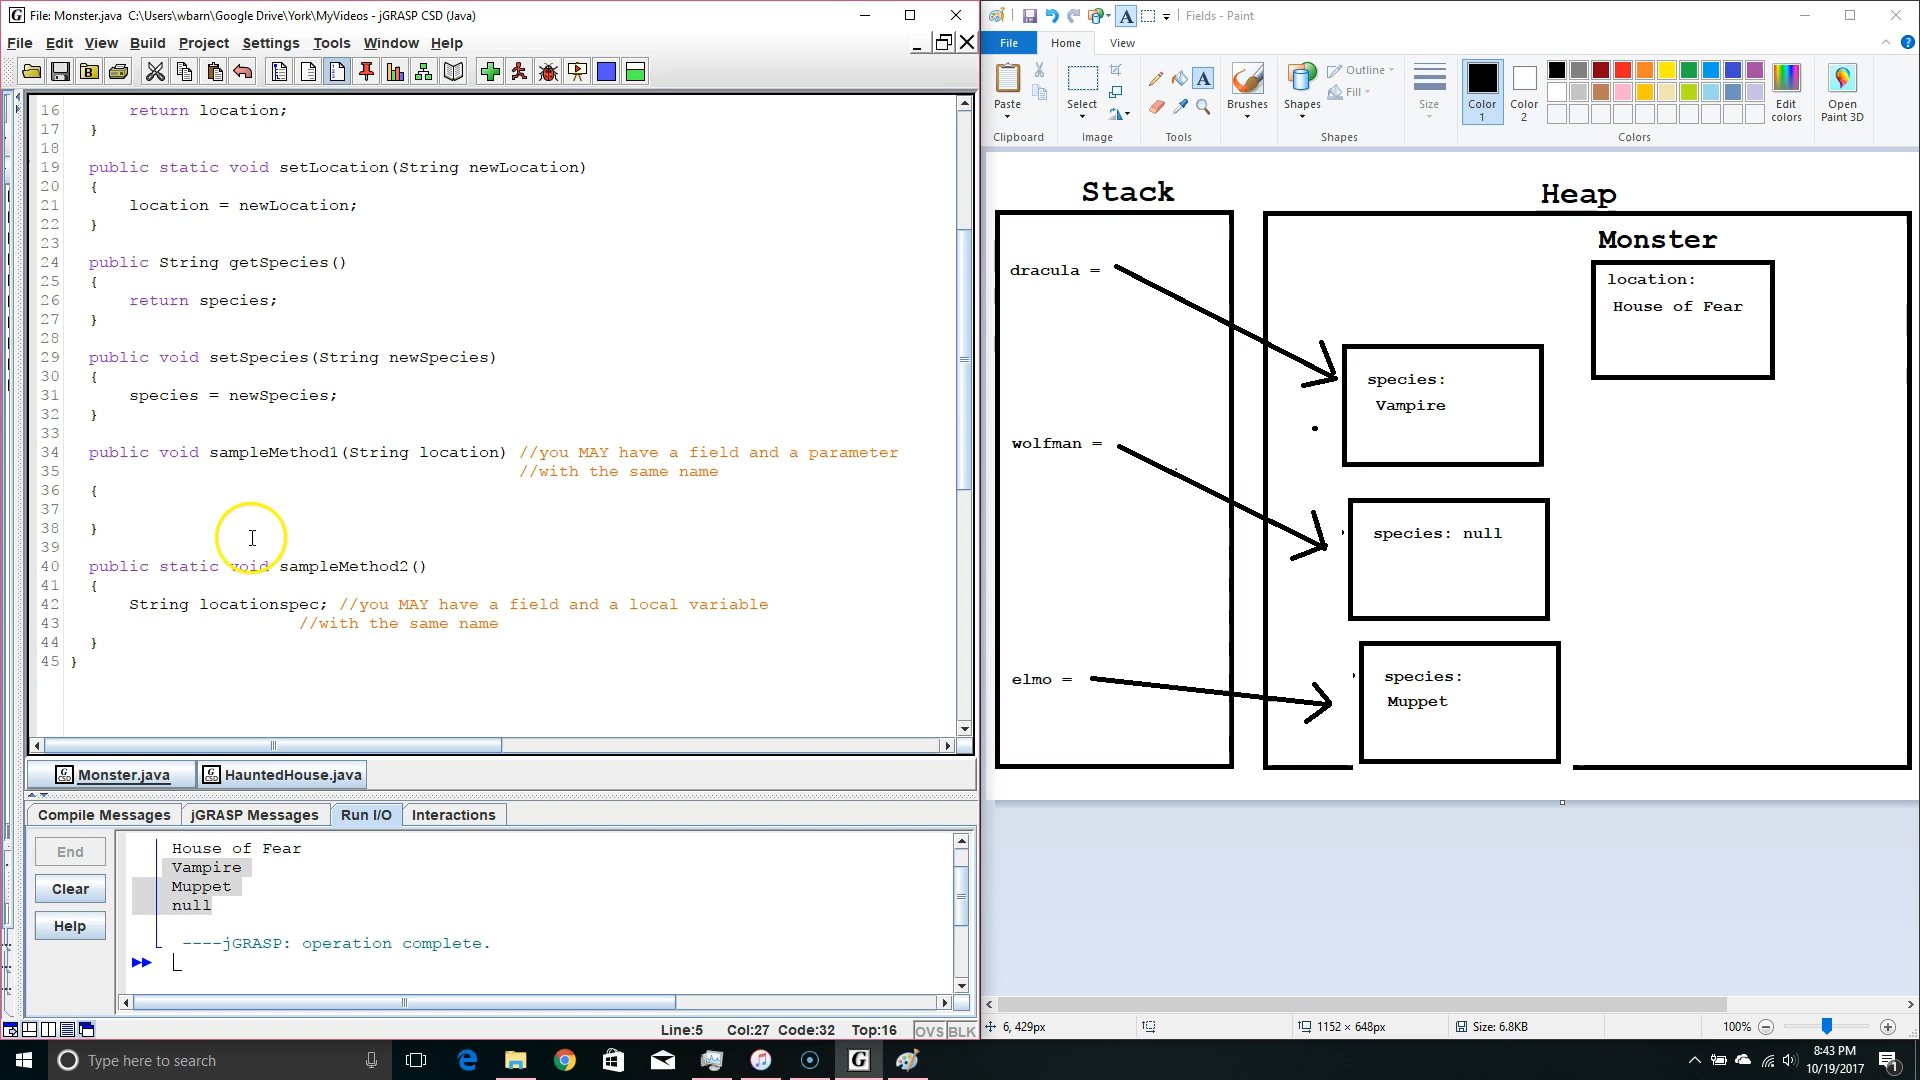 File: Monster.java C:\Users\wbarn\Google Drive\York\MyVideos - jGRASP CSD (Java)
File Edit View Build Project Settings Tools Window Help
16 return location;
17 }
18
19 public static void setLocation(String newLocation)
20 {
21 location = newLocation;
22 }
23
24 public String getSpecies()
25 {
26 return species;
27 }
28
29 public void setSpecies(String newSpecies)
30 {
31 species = newSpecies;
32 }
33
34 public void sampleMethod1(String location) //you MAY have a field and a parameter
35 //with the same name
36 {
37
38 }
39
40 public static void sampleMethod2()
41 {
42 String locationspec; //you MAY have a field and a local variable
43 //with the same name
44 }
45 }
Monster.java HauntedHouse.java
Compile Messages jGRASP Messages Run I/O Interactions
End
Clear
Help
House of Fear
Vampire
Muppet
null
----jGRASP: operation complete.
Line:5 Col:27 Code:32 Top:16 OVS BLK
Fields - Paint
File Home View
Paste
Clipboard
Select
Image
Tools
Brushes
Shapes
Outline
Fill
Shapes
Size
Color 1
Color 2
Edit colors
Colors
Open Paint 3D
Stack
dracula =
wolfman =
elmo =
Heap
Monster
location:
House of Fear
species:
Vampire
species: null
species:
Muppet
6, 429px 1152 × 648px Size: 6.8KB 100%
Type here to search
8:43 PM
10/19/2017